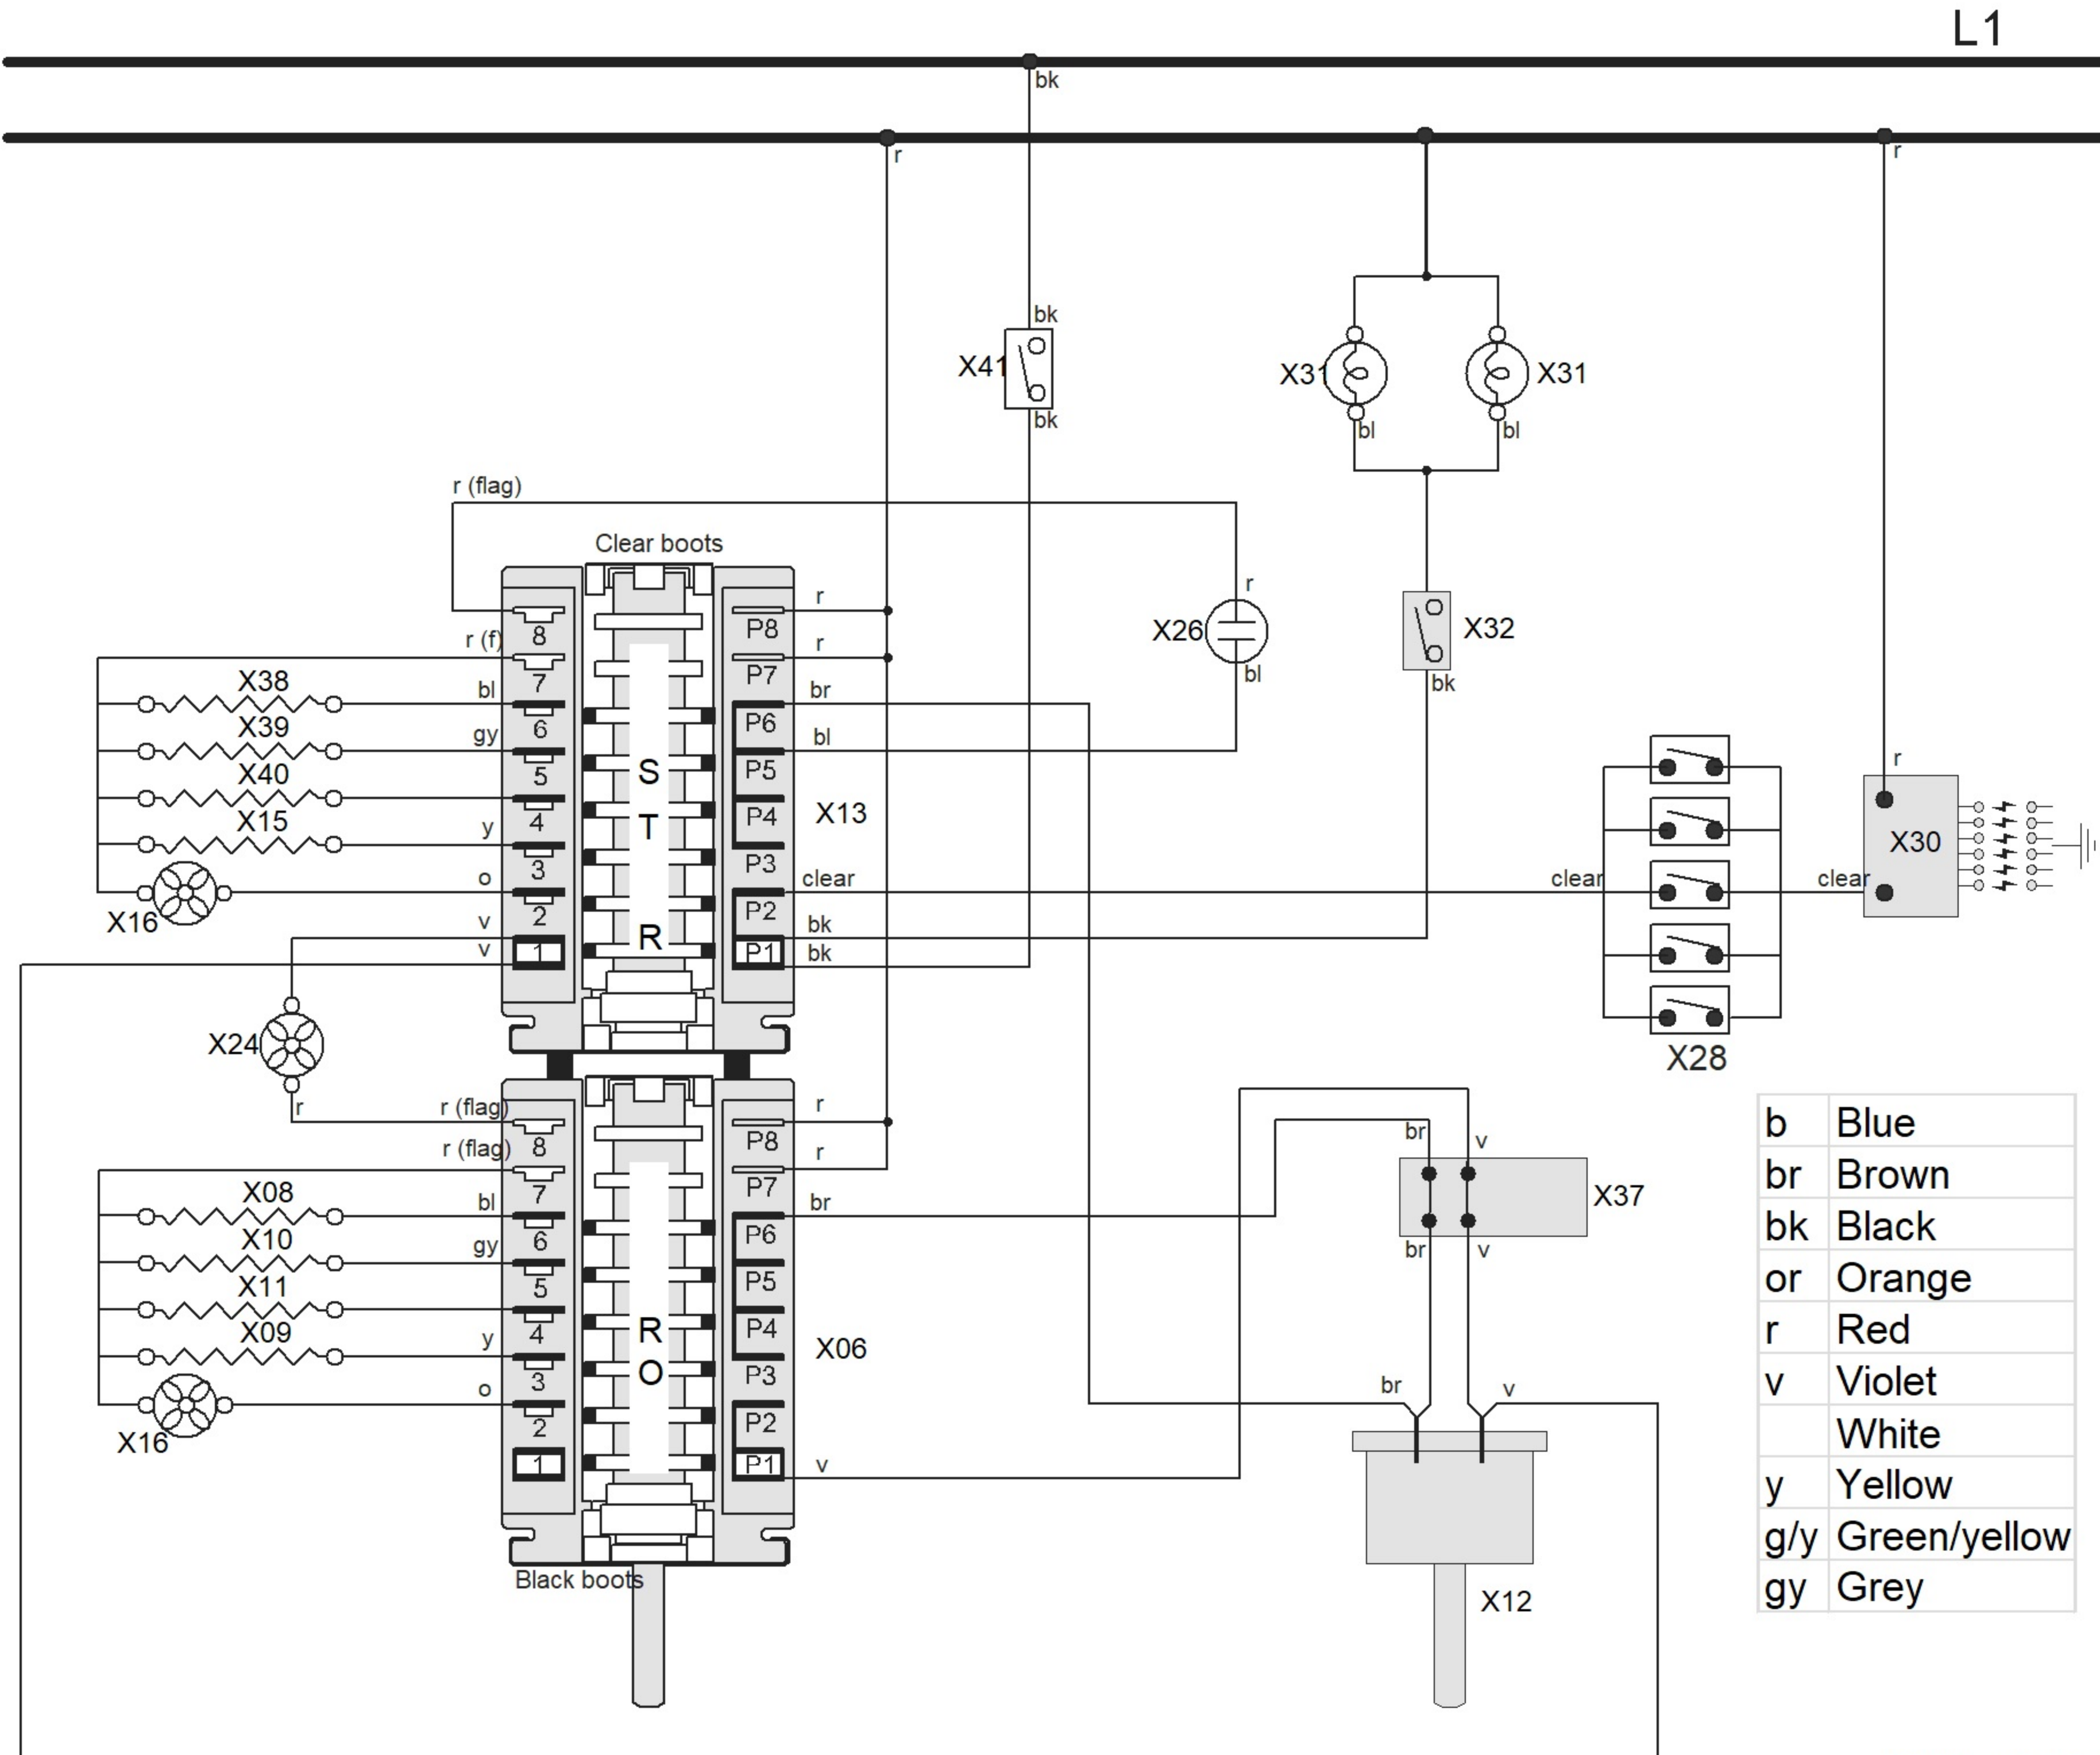 L1
bk
r
r
bk
X41
bk
X31
X31
bl
bl
r (flag)
Clear boots
r
X26
bl
X32
bk
r (f)
8
7
6
5
4
3
2
1
S
T
R
P8
P7
P6
P5
P4
P3
P2
P1
r
r
br
bl
X13
clear
bk
bk
X38
bl
X39
gy
X40
X15
y
o
X16
v
v
X24
r
clear
clear
X28
r
X30
r (flag)
r (flag)
8
7
6
5
4
3
2
1
R
O
P8
P7
P6
P5
P4
P3
P2
P1
r
r
br
X06
v
X08
bl
X10
gy
X11
X09
y
o
X16
Black boots
br
v
X37
br
v
br
v
X12
b Blue
br Brown
bk Black
or Orange
r Red
v Violet
White
y Yellow
g/y Green/yellow
gy Grey